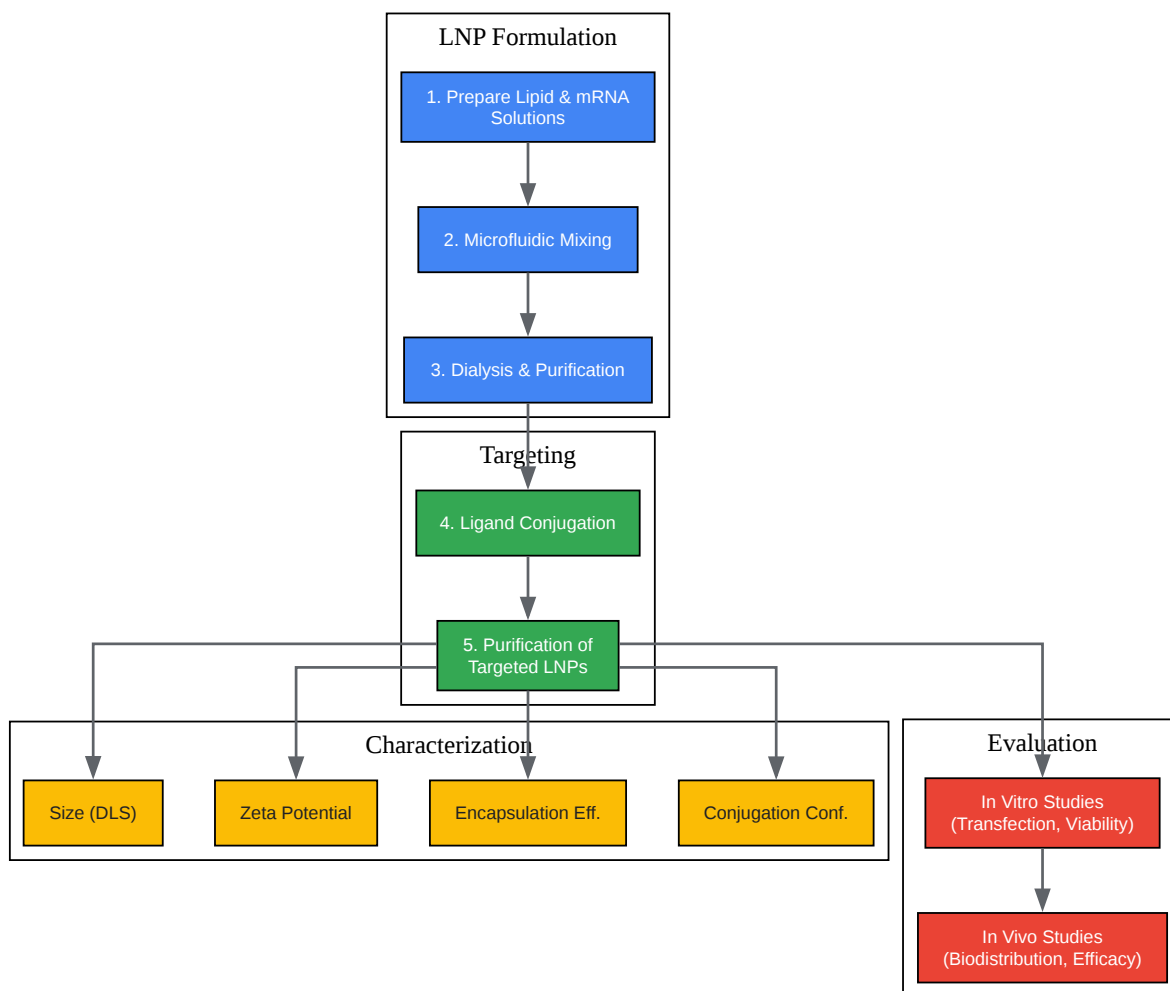 LNP Formulation
1. Prepare Lipid & mRNA
Solutions
2. Microfluidic Mixing
3. Dialysis & Purification
Targeting
4. Ligand Conjugation
5. Purification of
Targeted LNPs
Characterization
Size (DLS)
Zeta Potential
Encapsulation Eff.
Conjugation Conf.
Evaluation
In Vitro Studies
(Transfection, Viability)
In Vivo Studies
(Biodistribution, Efficacy)